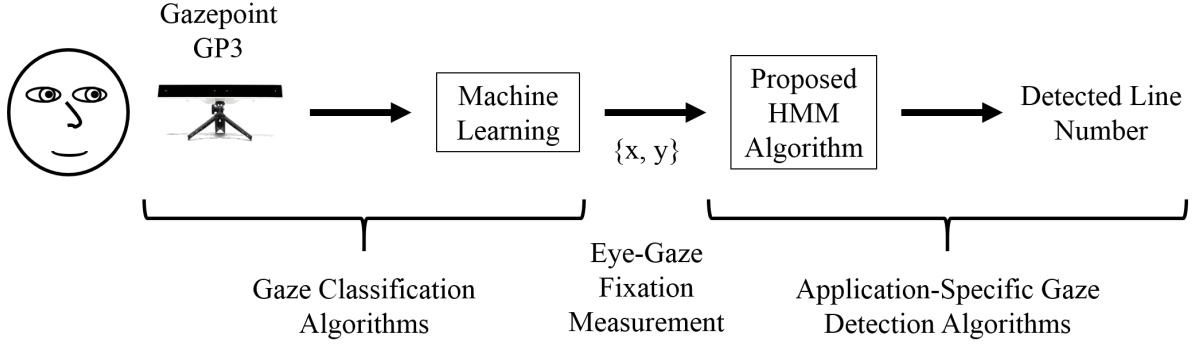 Gazepoint
GP3
Machine
Learning
{x, y}
Proposed
HMM
Algorithm
Detected Line
Number
Gaze Classification
Algorithms
Eye-Gaze
Fixation
Measurement
Application-Specific Gaze
Detection Algorithms